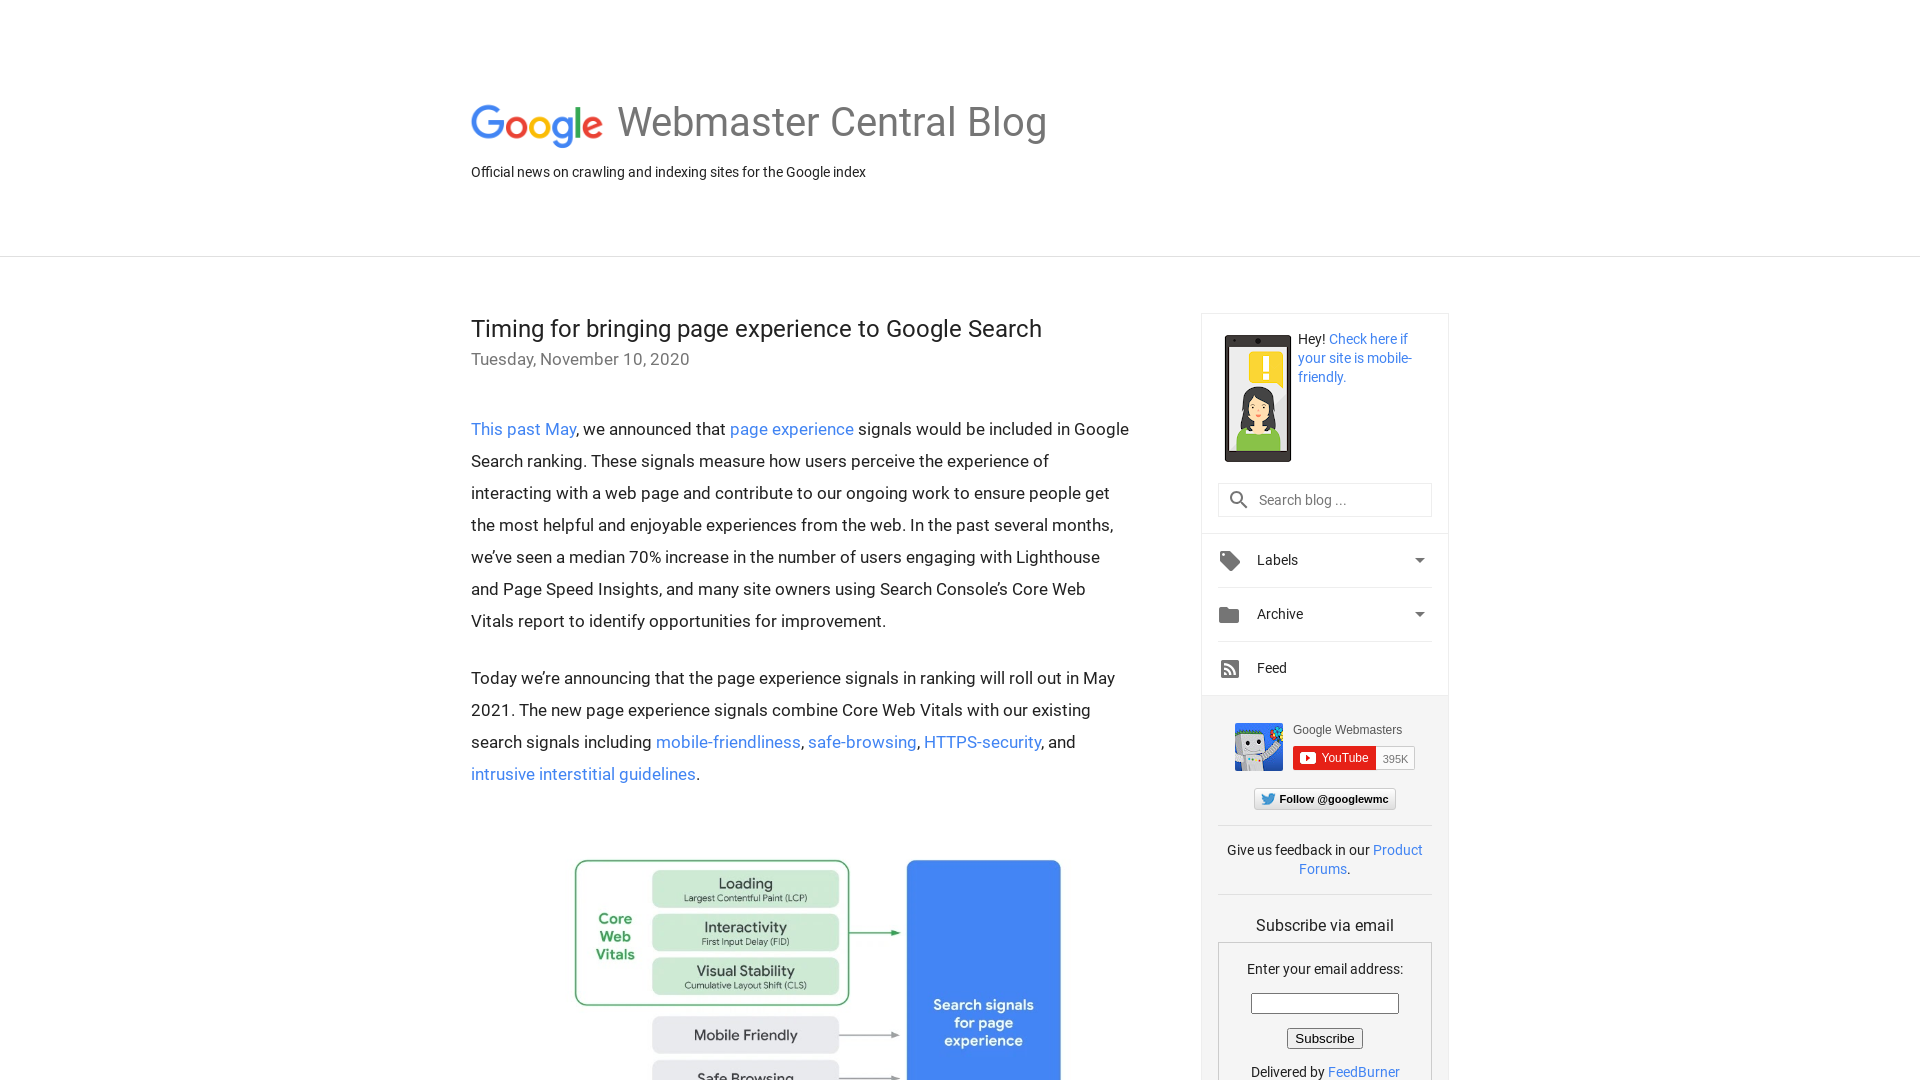 Google Webmaster Central Blog
Official news on crawling and indexing sites for the Google index
Timing for bringing page experience to Google Search
Tuesday, November 10, 2020
This past May, we announced that page experience signals would be included in Google
Search ranking. These signals measure how users perceive the experience of
interacting with a web page and contribute to our ongoing work to ensure people get
the most helpful and enjoyable experiences from the web. In the past several months,
we’ve seen a median 70% increase in the number of users engaging with Lighthouse
and Page Speed Insights, and many site owners using Search Console’s Core Web
Vitals report to identify opportunities for improvement.
Today we’re announcing that the page experience signals in ranking will roll out in May
2021. The new page experience signals combine Core Web Vitals with our existing
search signals including mobile-friendliness, safe-browsing, HTTPS-security, and
intrusive interstitial guidelines.
Core
Web
Vitals
Loading
Largest Contentful Paint (LCP)
Interactivity
First Input Delay (FID)
Visual Stability
Cumulative Layout Shift (CLS)
Mobile Friendly
Safe Browsing
Search signals
for page
experience
Hey! Check here if
your site is mobile-
friendly.
Search blog ...
Labels
Archive
Feed
Google Webmasters
YouTube 395K
Follow @googlewmc
Give us feedback in our Product
Forums.
Subscribe via email
Enter your email address:
Subscribe
Delivered by FeedBurner